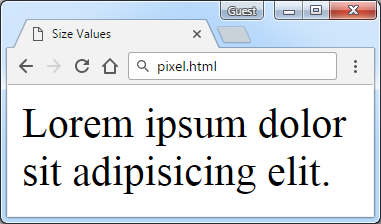 Guest
Size Values
pixel.html
Lorem ipsum dolor
sit adipisicing elit.